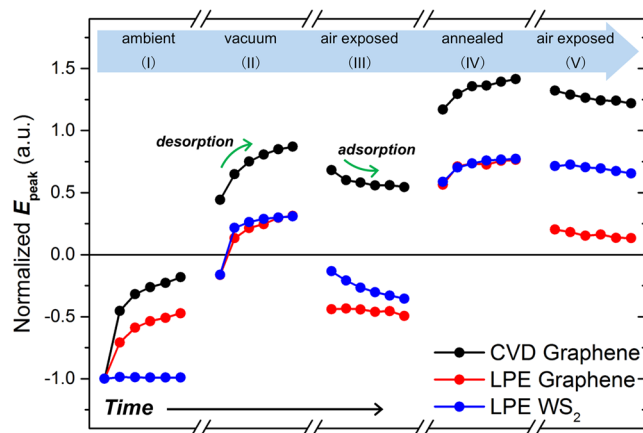 ambient vacuum air exposed annealed air exposed
(I) (II) (III) (IV) (V)
1.5
1.0
0.5
0.0
-0.5
-1.0
Normalized E_peak (a.u.)
desorption
adsorption
CVD Graphene
LPE Graphene
LPE WS₂
Time